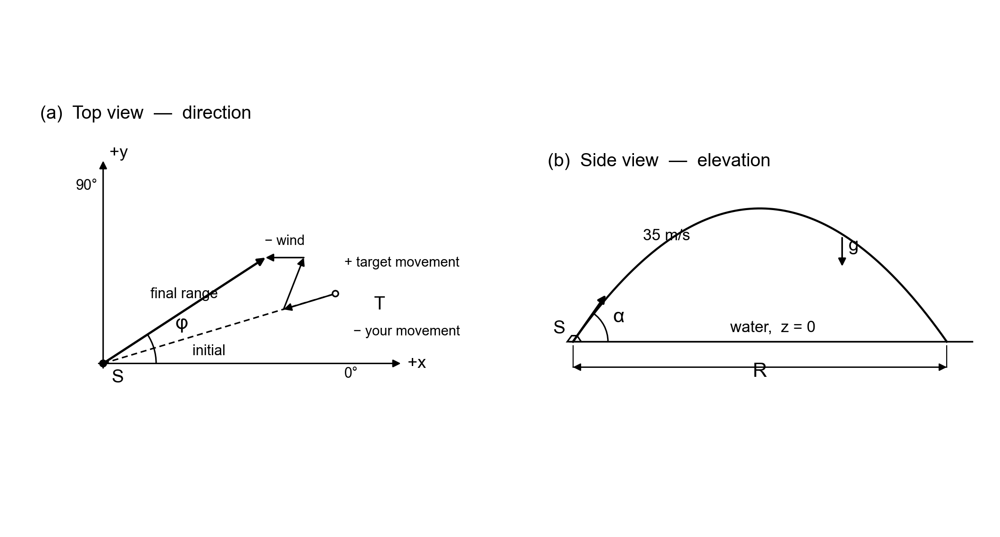 (a)  Top view  —  direction
+y
90°
− wind
+ target movement
final range
T
φ
− your movement
initial
+x
0°
S
(b)  Side view  —  elevation
35 m/s
g
α
S
water,  z = 0
R